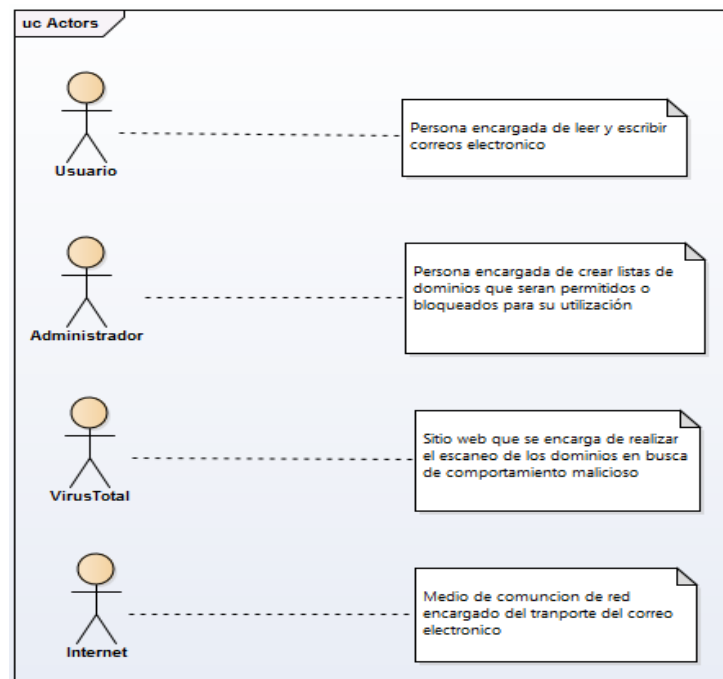 uc Actors
Persona encargada de leer y escribir
correos electronico
Usuario
Persona encargada de crear listas de
dominios que seran permitidos o
bloqueados para su utilización
Administrador
Sitio web que se encarga de realizar
el escaneo de los dominios en busca
de comportamiento malicioso
VirusTotal
Medio de comuncion de red
encargado del tranporte del correo
electronico
Internet